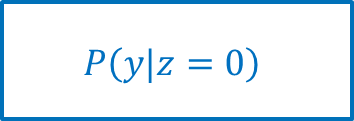 P(y|z = 0)